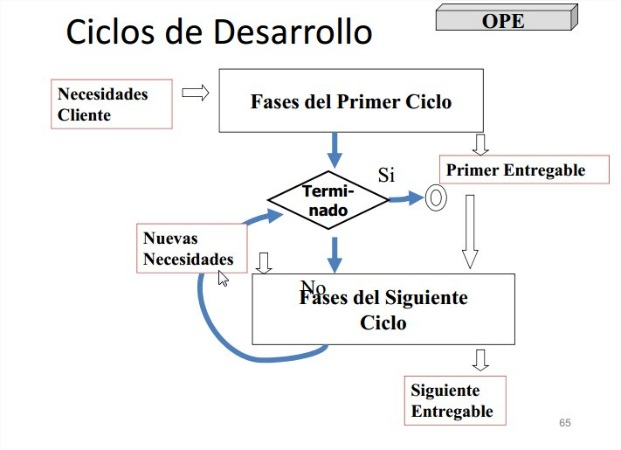 Ciclos de Desarrollo
OPE
Necesidades
Cliente
Fases del Primer Ciclo
Primer Entregable
Si
Termi-
nado
Nuevas
Necesidades
No
Fases del Siguiente
Ciclo
Siguiente
Entregable
65